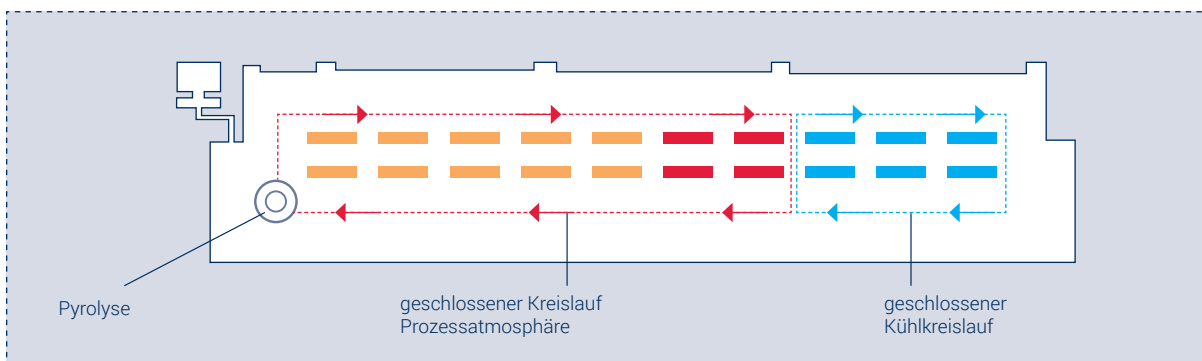 Pyrolyse
geschlossener Kreislauf
Prozessatmosphäre
geschlossener
Kühlkreislauf